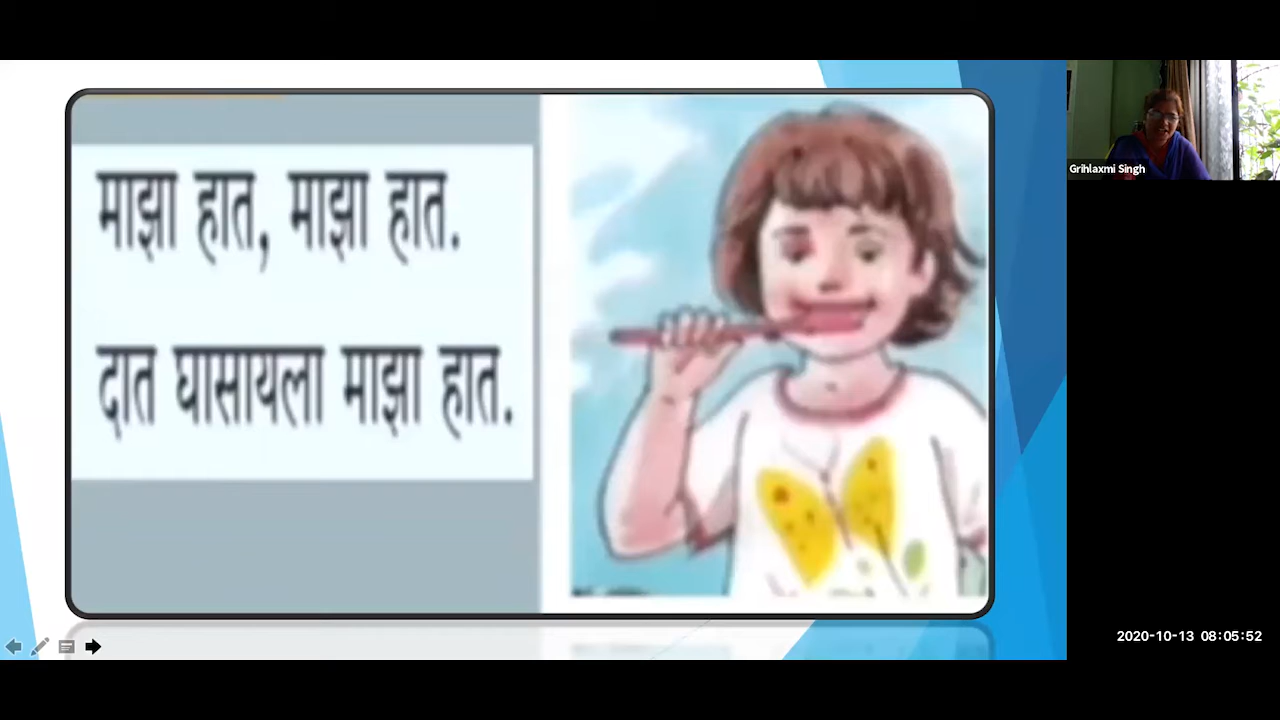 माझा हात, माझा हात.
दात घासायला माझा हात.
Grihlaxmi Singh
2020-10-13 08:05:52